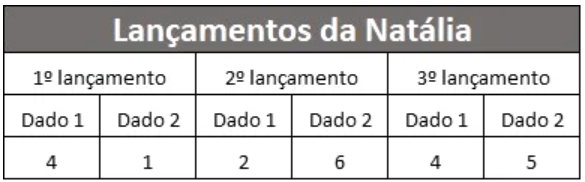 Lançamentos da Natália
1º lançamento 2º lançamento 3º lançamento
Dado 1 Dado 2 Dado 1 Dado 2 Dado 1 Dado 2
4 1 2 6 4 5